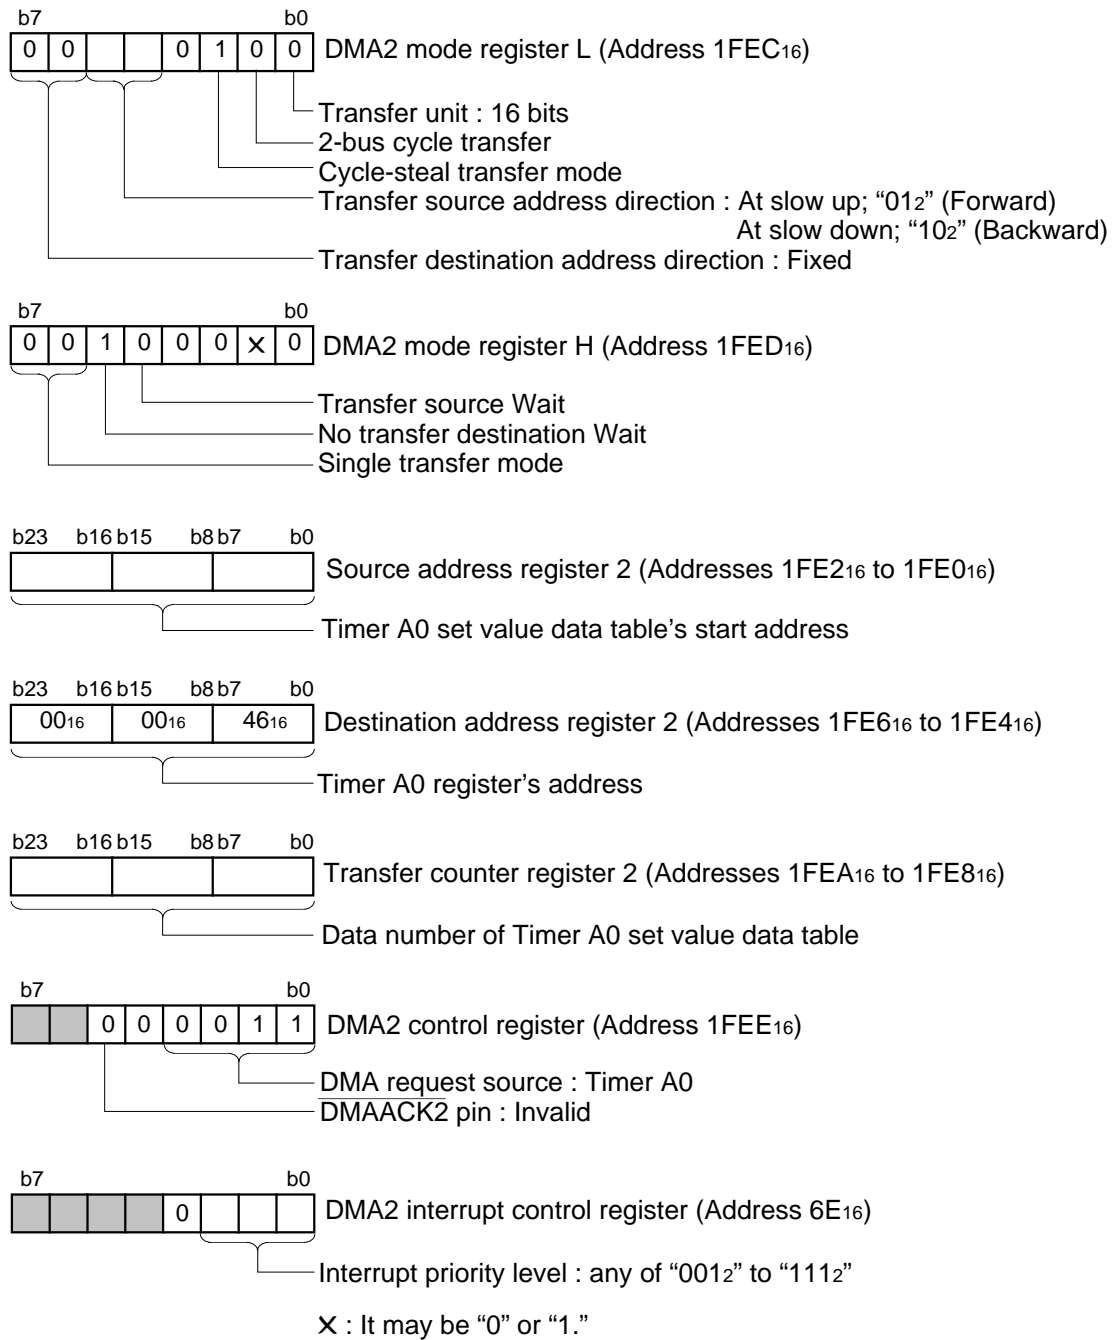 b7 b0
0 0 0 1 0 0 DMA2 mode register L (Address 1FEC16)
Transfer unit : 16 bits
2-bus cycle transfer
Cycle-steal transfer mode
Transfer source address direction : At slow up; “012” (Forward)
At slow down; “102” (Backward)
Transfer destination address direction : Fixed
b7 b0
0 0 1 0 0 0 × 0 DMA2 mode register H (Address 1FED16)
Transfer source Wait
No transfer destination Wait
Single transfer mode
b23 b16 b15 b8 b7 b0
Source address register 2 (Addresses 1FE216 to 1FE016)
Timer A0 set value data table’s start address
b23 b16 b15 b8 b7 b0
0016 0016 4616 Destination address register 2 (Addresses 1FE616 to 1FE416)
Timer A0 register’s address
b23 b16 b15 b8 b7 b0
Transfer counter register 2 (Addresses 1FEA16 to 1FE816)
Data number of Timer A0 set value data table
b7 b0
0 0 0 0 1 1 DMA2 control register (Address 1FEE16)
DMA request source : Timer A0
DMAACK2 pin : Invalid
b7 b0
0 DMA2 interrupt control register (Address 6E16)
Interrupt priority level : any of “0012” to “1112”
× : It may be “0” or “1.”